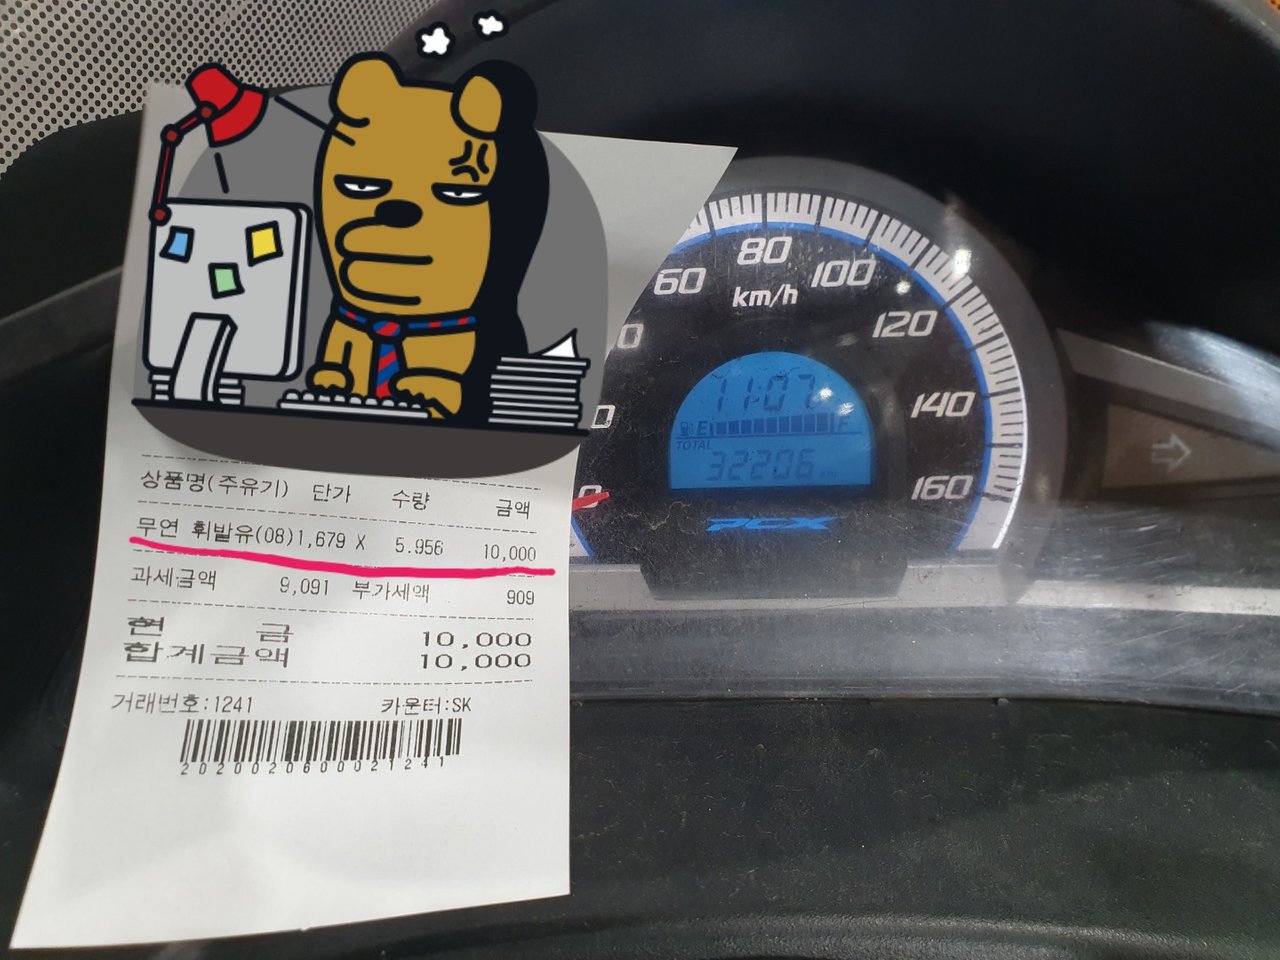 상품명(주유기) 단가 수량 금액
무연 휘발유(08)1,679 X 5.956 10,000
과세금액 9,091 부가세액 909
현 금 10,000
합계금액 10,000
거래번호:1241 카운터:SK
2020020600021241
60
80
100
km/h
120
140
160
11:07
E F
TOTAL
32206
PCX